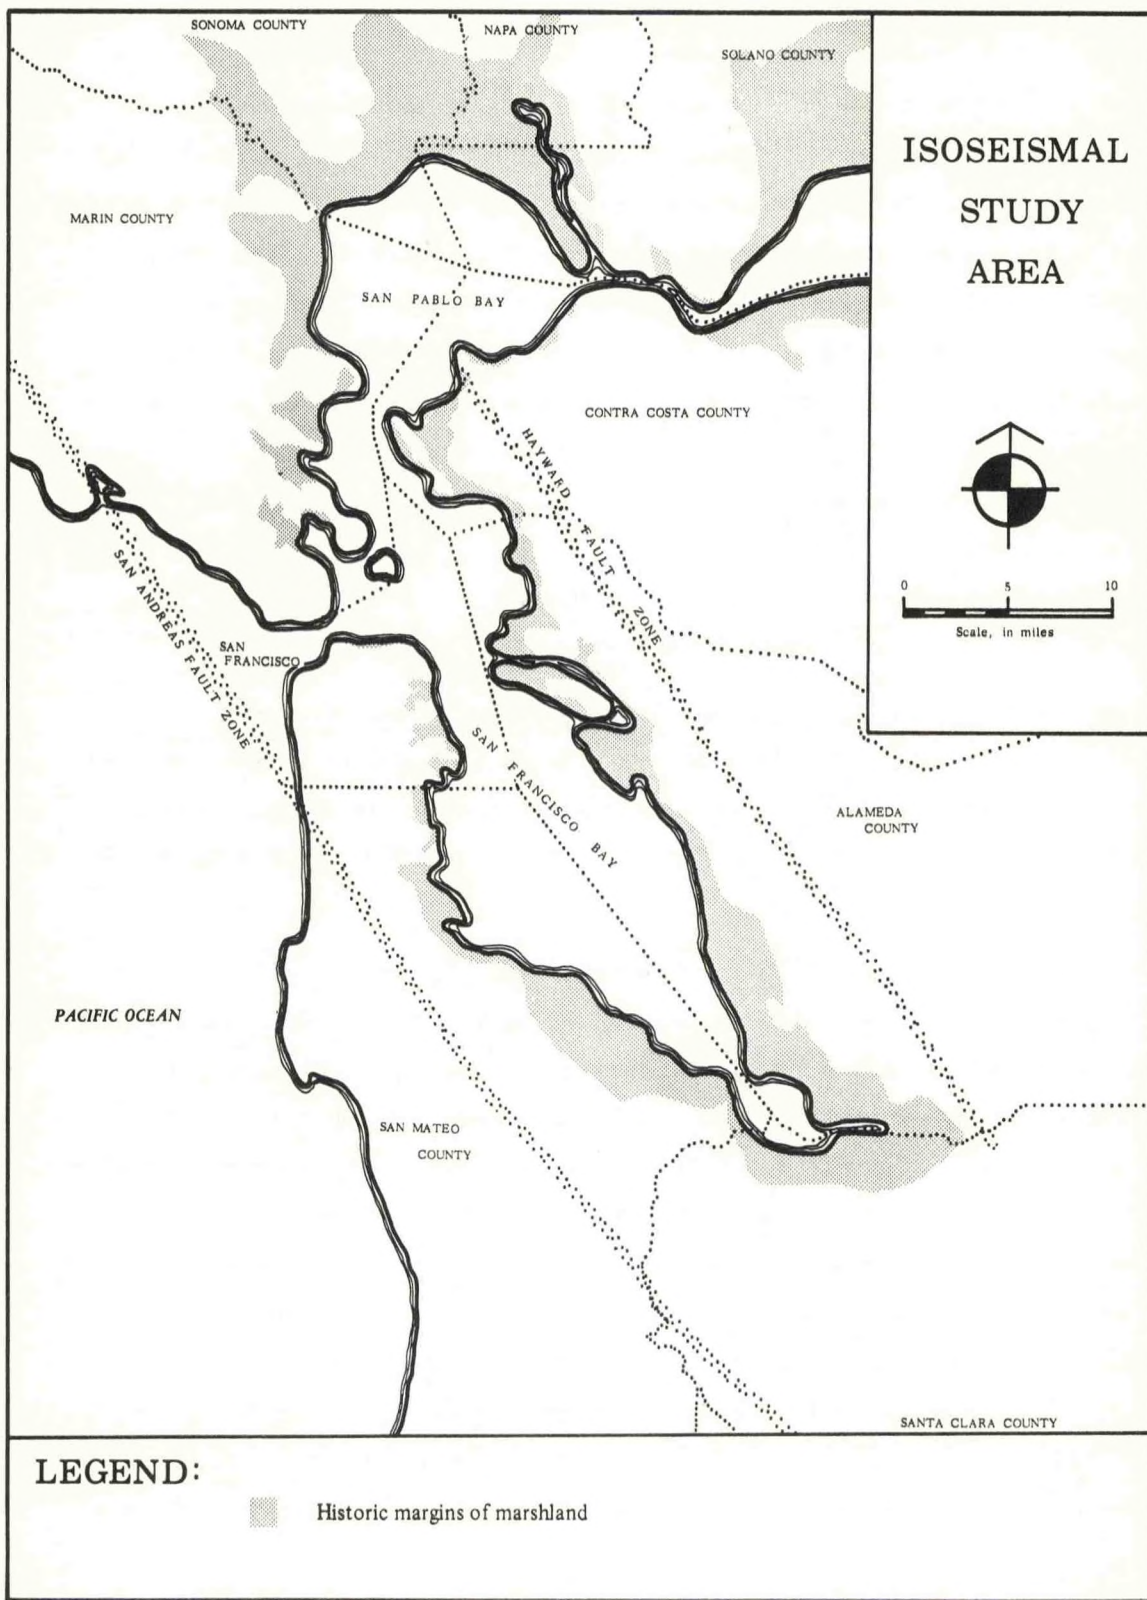 SONOMA COUNTY
NAPA COUNTY
SOLANO COUNTY
ISOSEISMAL
STUDY
AREA
MARIN COUNTY
SAN PABLO BAY
CONTRA COSTA COUNTY
HAYWARD FAULT ZONE
0 5 10
Scale, in miles
SAN ANDREAS FAULT ZONE
SAN
FRANCISCO
SAN FRANCISCO BAY
ALAMEDA
COUNTY
PACIFIC OCEAN
SAN MATEO
COUNTY
SANTA CLARA COUNTY
LEGEND:
Historic margins of marshland